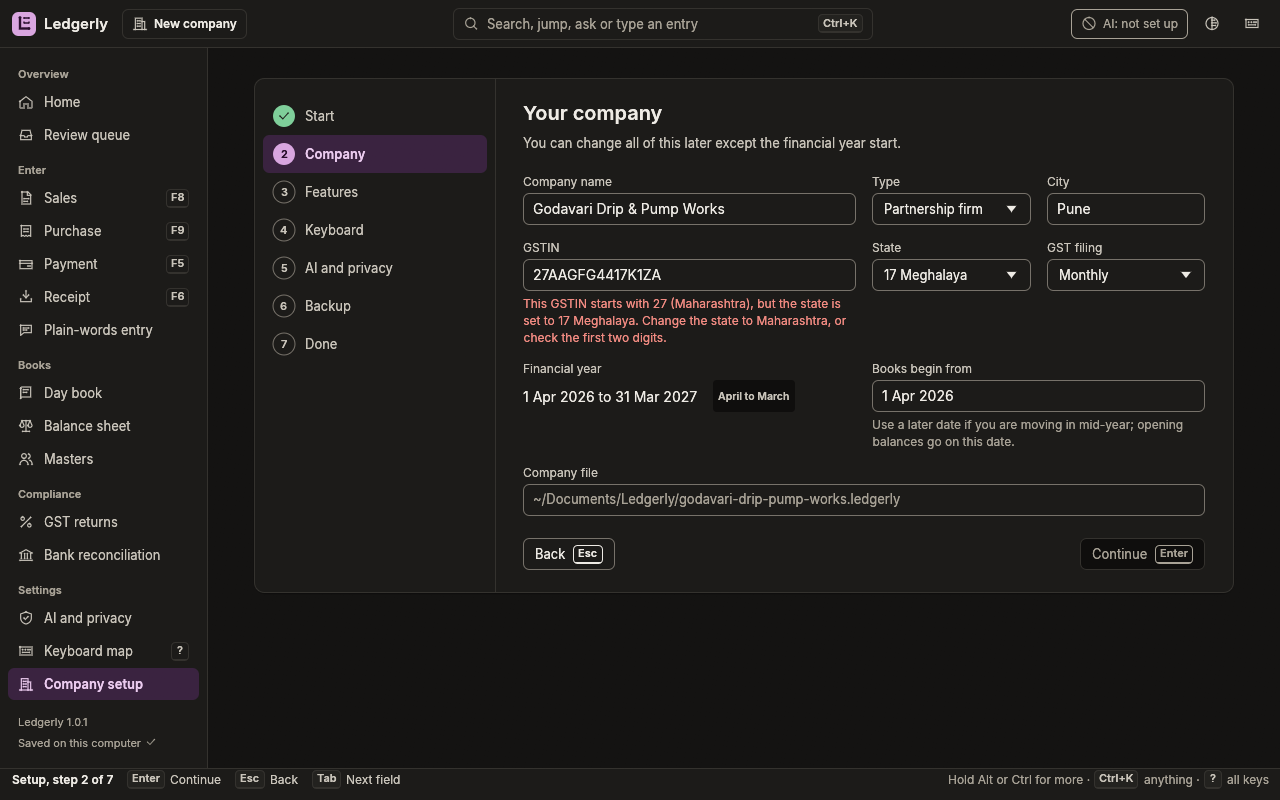 Ledgerly
New company
Search, jump, ask or type an entry
Ctrl+K
AI: not set up
Overview
Home
Review queue
Enter
Sales F8
Purchase F9
Payment F5
Receipt F6
Plain-words entry
Books
Day book
Balance sheet
Masters
Compliance
GST returns
Bank reconciliation
Settings
AI and privacy
Keyboard map ?
Company setup
Ledgerly 1.0.1
Saved on this computer
Start
2 Company
3 Features
4 Keyboard
5 AI and privacy
6 Backup
7 Done
Your company
You can change all of this later except the financial year start.
Company name
Godavari Drip & Pump Works
Type
Partnership firm
City
Pune
GSTIN
27AAGFG4417K1ZA
State
17 Meghalaya
GST filing
Monthly
This GSTIN starts with 27 (Maharashtra), but the state is
set to 17 Meghalaya. Change the state to Maharashtra, or
check the first two digits.
Financial year
1 Apr 2026 to 31 Mar 2027 April to March
Books begin from
1 Apr 2026
Use a later date if you are moving in mid-year; opening
balances go on this date.
Company file
~/Documents/Ledgerly/godavari-drip-pump-works.ledgerly
Back Esc
Continue Enter
Setup, step 2 of 7 Enter Continue Esc Back Tab Next field
Hold Alt or Ctrl for more · Ctrl+K anything · ? all keys